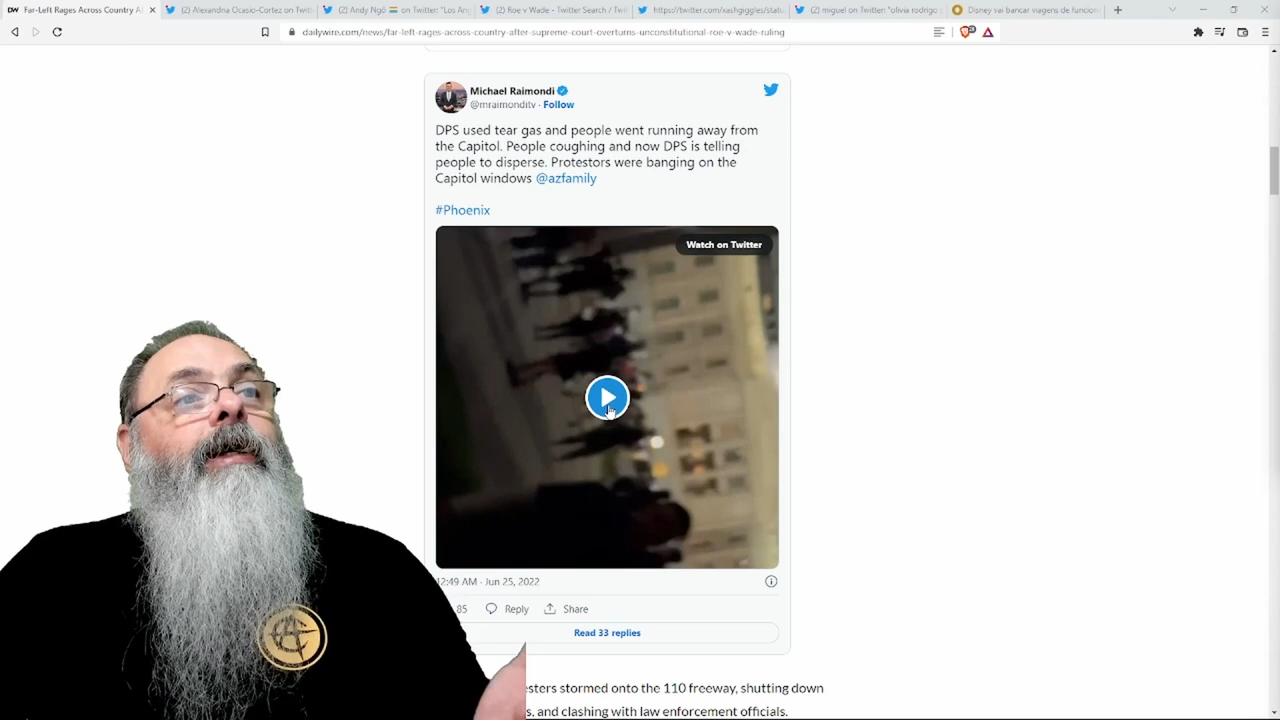 Far-Left Rages Across Country A
(2) Alexandria Ocasio-Cortez on Twitt
(2) Andy Ngô 🏳️‍🌈 on Twitter: "Los Ang
(2) Roe v Wade - Twitter Search / Twi
https://twitter.com/xashgiggles/statu
(2) miguel on Twitter: "olivia rodrigo
Disney vai bancar viagens de funcion
dailywire.com/news/far-left-rages-across-country-after-supreme-court-overturns-unconstitutional-roe-v-wade-ruling
Michael Raimondi
@mraimonditv · Follow
DPS used tear gas and people went running away from
the Capitol. People coughing and now DPS is telling
people to disperse. Protestors were banging on the
Capitol windows @azfamily
#Phoenix
Watch on Twitter
12:49 AM · Jun 25, 2022
85 Reply Share
Read 33 replies
sters stormed onto the 110 freeway, shutting down
s, and clashing with law enforcement officials.